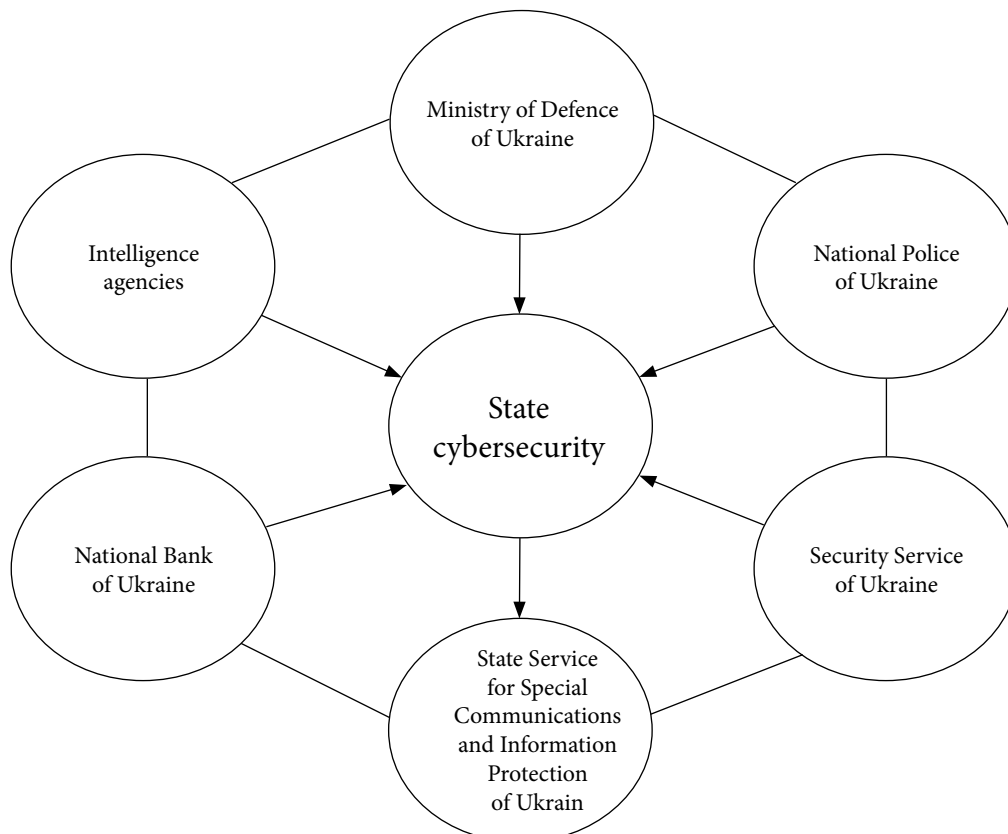 Ministry of Defence
of Ukraine
Intelligence
agencies
National Police
of Ukraine
State
cybersecurity
National Bank
of Ukraine
Security Service
of Ukraine
State Service
for Special
Communications
and Information
Protection
of Ukrain